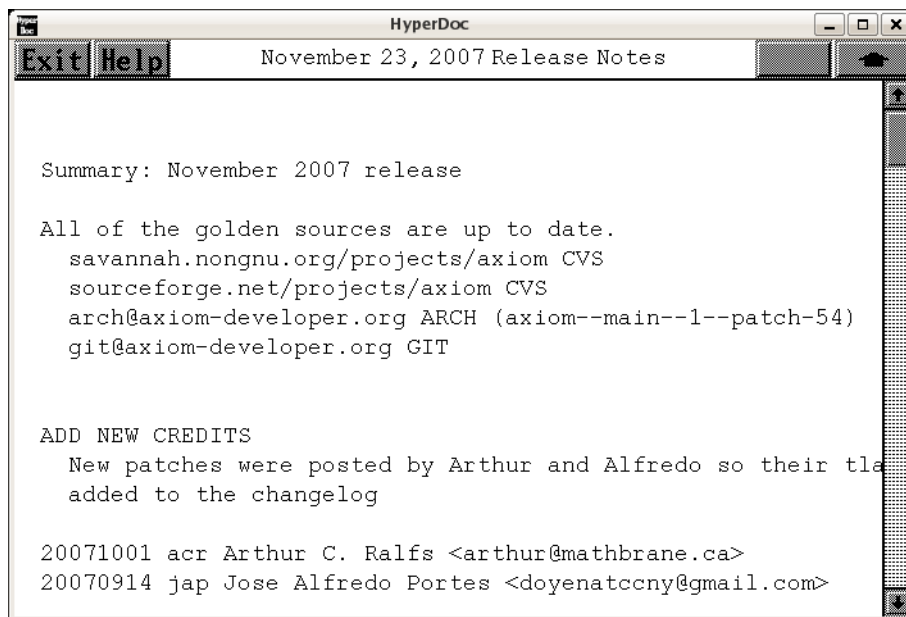 Hyper
Doc
HyperDoc
Exit Help November 23, 2007 Release Notes
Summary: November 2007 release
All of the golden sources are up to date.
savannah.nongnu.org/projects/axiom CVS
sourceforge.net/projects/axiom CVS
arch@axiom-developer.org ARCH (axiom--main--1--patch-54)
git@axiom-developer.org GIT
ADD NEW CREDITS
New patches were posted by Arthur and Alfredo so their tla
added to the changelog
20071001 acr Arthur C. Ralfs <arthur@mathbrane.ca>
20070914 jap Jose Alfredo Portes <doyenatccny@gmail.com>